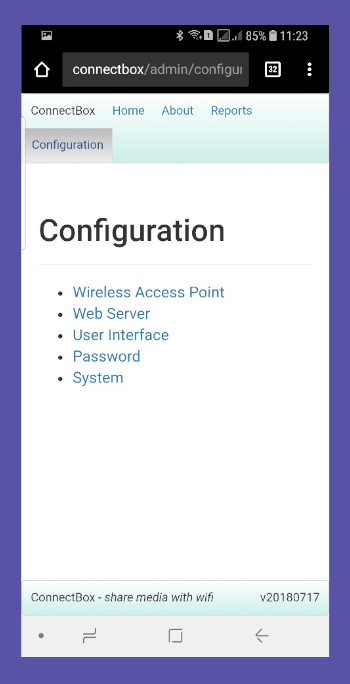 85% 11:23
connectbox/admin/configu
32
ConnectBox Home About Reports
Configuration
Configuration
Wireless Access Point
Web Server
User Interface
Password
System
ConnectBox - share media with wifi v20180717